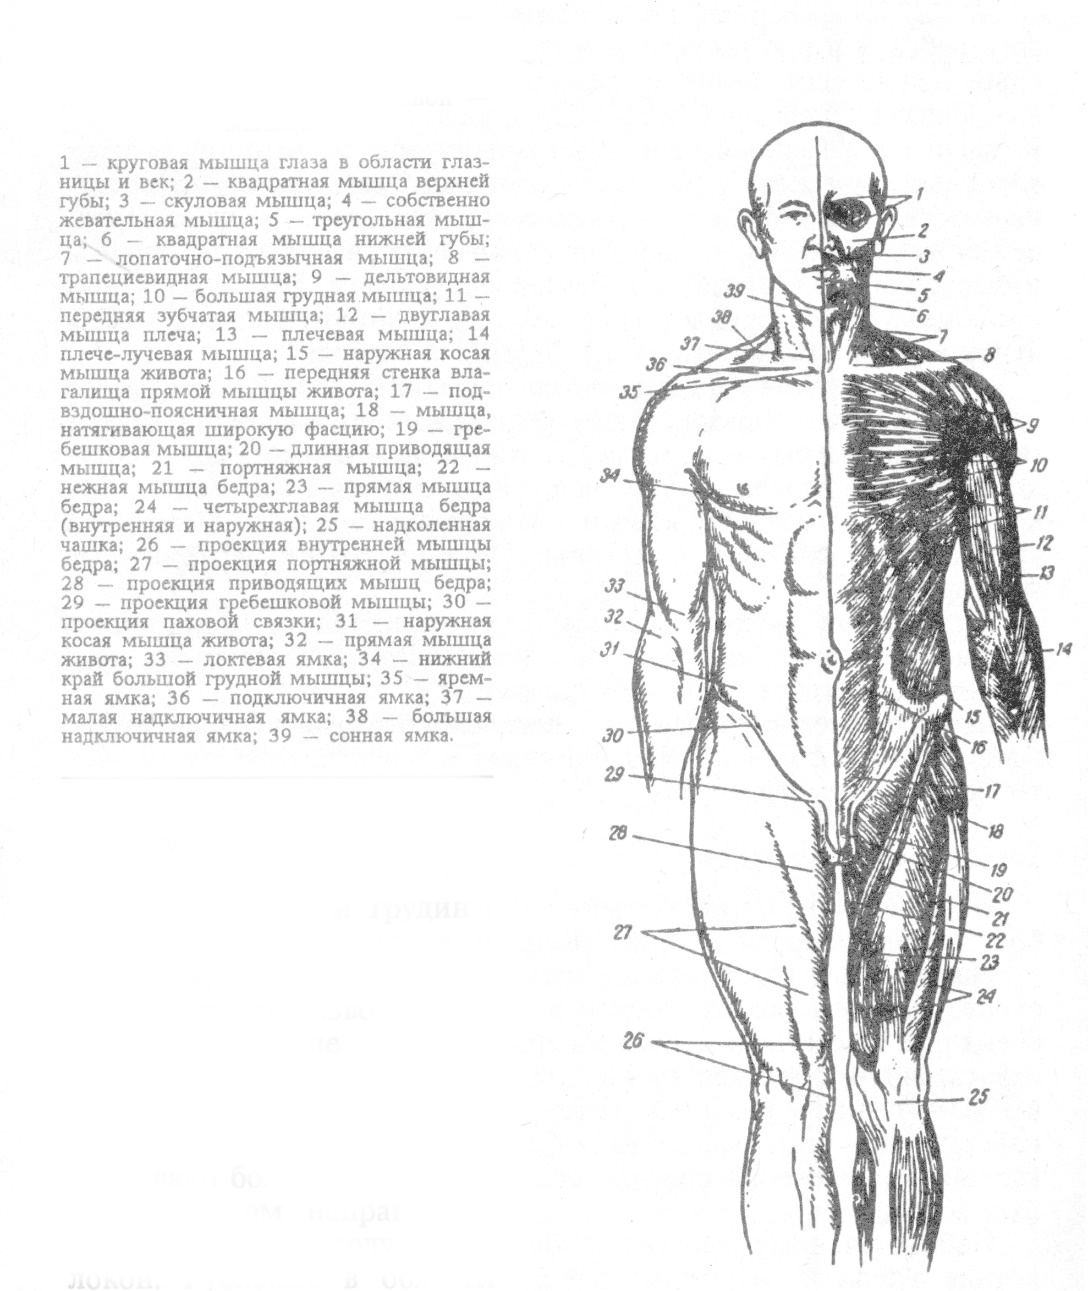 1 — круговая мышца глаза в области глаз-
ницы и век; 2 — квадратная мышца верхней
губы; 3 — скуловая мышца; 4 — собственно
жевательная мышца; 5 — треугольная мыш-
ца; 6 — квадратная мышца нижней губы;
7 — лопаточно-подъязычная мышца; 8 —
трапециевидная мышца; 9 — дельтовидная
мышца; 10 — большая грудная мышца; 11 —
передняя зубчатая мышца; 12 — двуглавая
мышца плеча; 13 — плечевая мышца; 14
плече-лучевая мышца; 15 — наружная косая
мышца живота; 16 — передняя стенка вла-
галища прямой мышцы живота; 17 — под-
вздошно-поясничная мышца; 18 — мышца,
натягивающая широкую фасцию; 19 — гре-
бешковая мышца; 20 — длинная приводящая
мышца; 21 — портняжная мышца; 22 —
нежная мышца бедра; 23 — прямая мышца
бедра; 24 — четырехглавая мышца бедра
(внутренняя и наружная); 25 — надколенная
чашка; 26 — проекция внутренней мышцы
бедра; 27 — проекция портняжной мышцы;
28 — проекция приводящих мышц бедра;
29 — проекция гребешковой мышцы; 30 —
проекция паховой связки; 31 — наружная
косая мышца живота; 32 — прямая мышца
живота; 33 — локтевая ямка; 34 — нижний
край большой грудной мышцы; 35 — ярем-
ная ямка; 36 — подключичная ямка; 37 —
малая надключичная ямка; 38 — большая
надключичная ямка; 39 — сонная ямка.
1
2
3
4
5
6
7
8
9
10
11
12
13
14
15
16
17
18
19
20
21
22
23
24
25
26
27
28
29
30
31
32
33
34
35
36
37
38
39